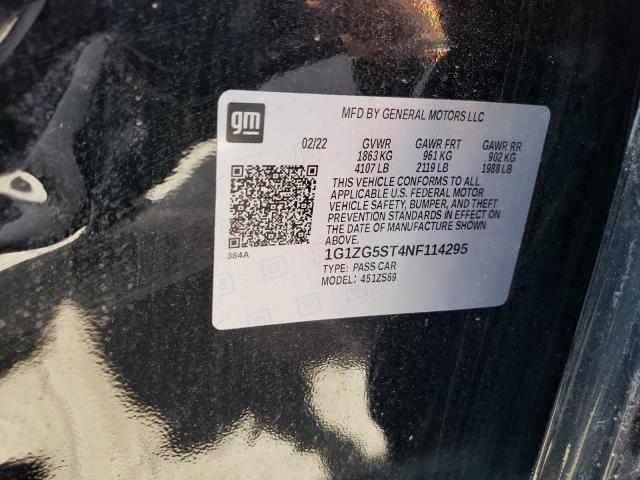 gm
MFD BY GENERAL MOTORS LLC
02/22 GVWR GAWR FRT GAWR RR
1863 KG 961 KG 902 KG
4107 LB 2119 LB 1988 LB
THIS VEHICLE CONFORMS TO ALL
APPLICABLE U.S. FEDERAL MOTOR
VEHICLE SAFETY, BUMPER, AND THEFT
PREVENTION STANDARDS IN EFFECT ON
THE DATE OF MANUFACTURE SHOWN
ABOVE.
384A
1G1ZG5ST4NF114295
TYPE: PASS CAR
MODEL: 451ZS69